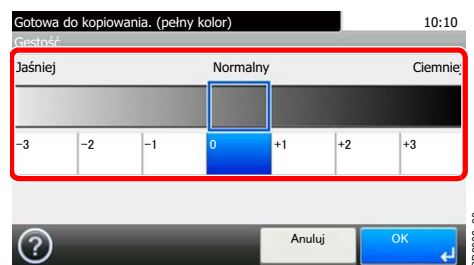 Gotowa do kopiowania. (pełny kolor) 10:10
Gęstość
Jaśniej Normalny Ciemniej
-3 -2 -1 0 +1 +2 +3
Anuluj OK